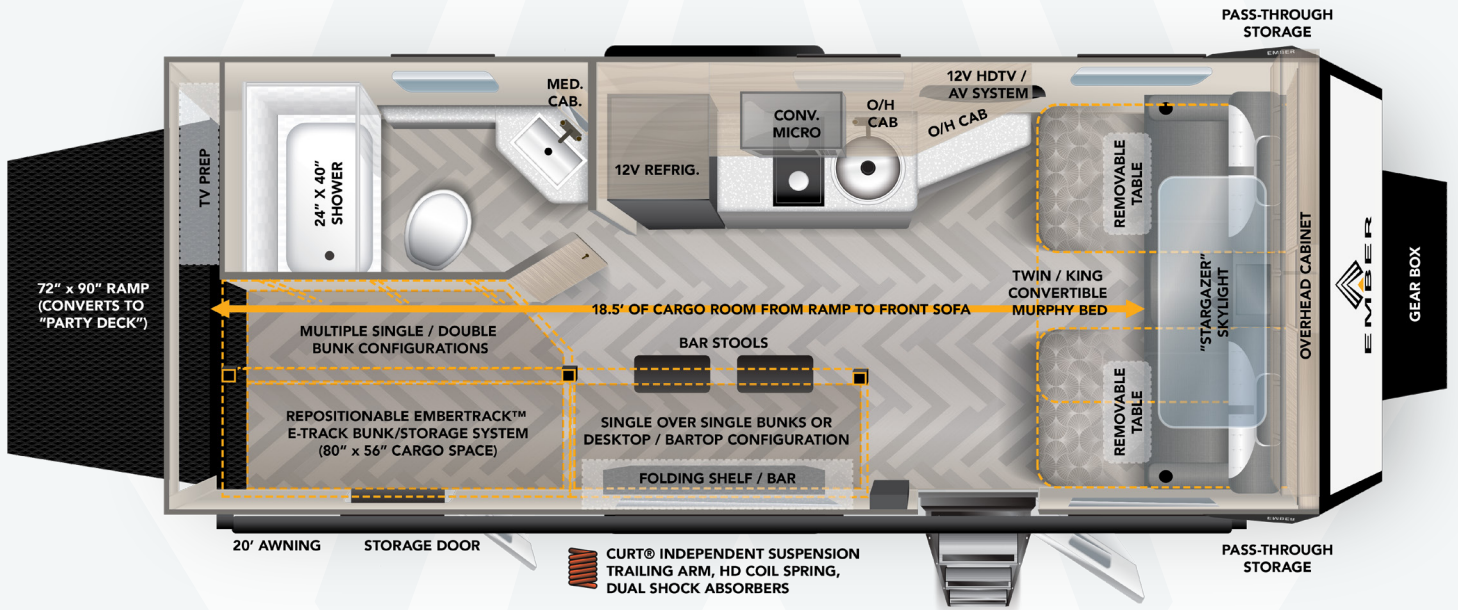 PASS-THROUGH
STORAGE
EMBER
MED.
CAB.
12V HDTV /
AV SYSTEM
CONV.
MICRO
O/H
CAB
O/H CAB
TV PREP
24” X 40”
SHOWER
12V REFRIG.
REMOVABLE
TABLE
72” x 90” RAMP
(CONVERTS TO
“PARTY DECK”)
18.5’ OF CARGO ROOM FROM RAMP TO FRONT SOFA
TWIN / KING
CONVERTIBLE
MURPHY BED
“STARGAZER”
SKYLIGHT
OVERHEAD CABINET
EMBER
GEAR BOX
MULTIPLE SINGLE / DOUBLE
BUNK CONFIGURATIONS
BAR STOOLS
REPOSITIONABLE EMBERTRACK™
E-TRACK BUNK/STORAGE SYSTEM
(80” x 56” CARGO SPACE)
SINGLE OVER SINGLE BUNKS OR
DESKTOP / BARTOP CONFIGURATION
REMOVABLE
TABLE
FOLDING SHELF / BAR
EMBER
20’ AWNING
STORAGE DOOR
CURT® INDEPENDENT SUSPENSION
TRAILING ARM, HD COIL SPRING,
DUAL SHOCK ABSORBERS
PASS-THROUGH
STORAGE